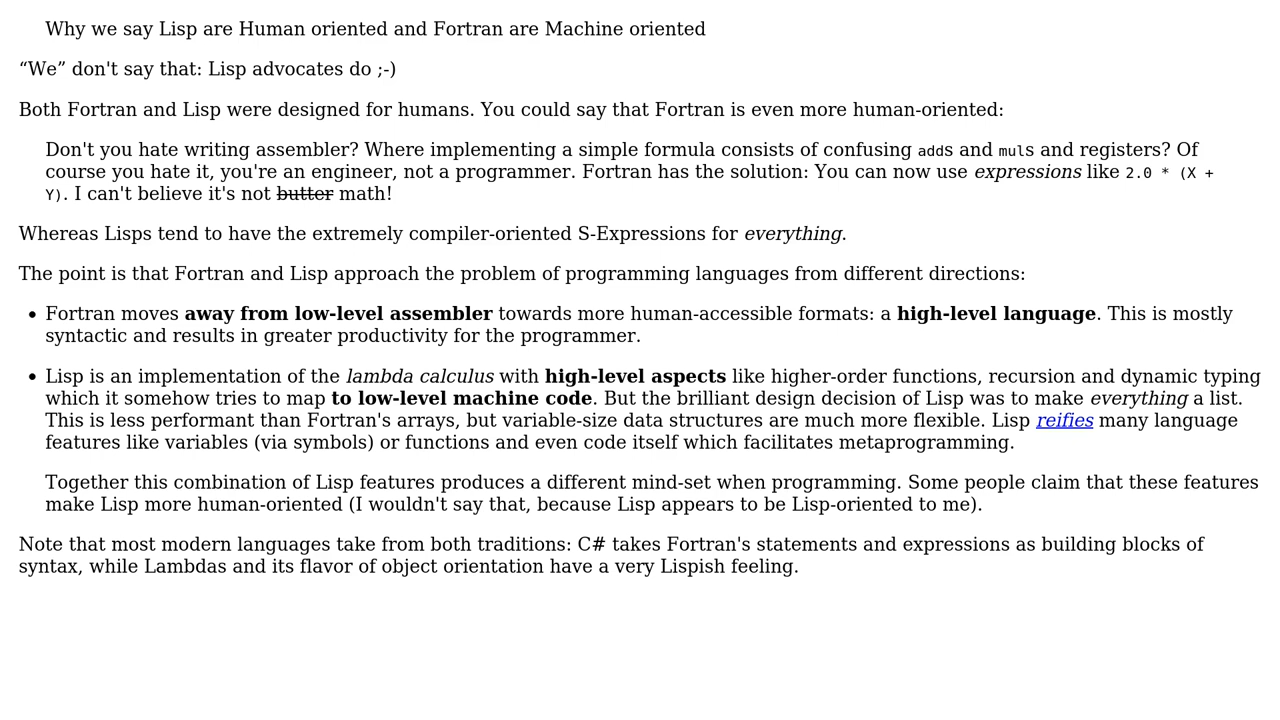 Why we say Lisp are Human oriented and Fortran are Machine oriented
“We” don't say that: Lisp advocates do ;-)
Both Fortran and Lisp were designed for humans. You could say that Fortran is even more human-oriented:
Don't you hate writing assembler? Where implementing a simple formula consists of confusing adds and muls and registers? Of
course you hate it, you're an engineer, not a programmer. Fortran has the solution: You can now use expressions like 2.0 * (X +
Y). I can't believe it's not butter math!
Whereas Lisps tend to have the extremely compiler-oriented S-Expressions for everything.
The point is that Fortran and Lisp approach the problem of programming languages from different directions:
• Fortran moves away from low-level assembler towards more human-accessible formats: a high-level language. This is mostly
syntactic and results in greater productivity for the programmer.
• Lisp is an implementation of the lambda calculus with high-level aspects like higher-order functions, recursion and dynamic typing
which it somehow tries to map to low-level machine code. But the brilliant design decision of Lisp was to make everything a list.
This is less performant than Fortran's arrays, but variable-size data structures are much more flexible. Lisp reifies many language
features like variables (via symbols) or functions and even code itself which facilitates metaprogramming.
Together this combination of Lisp features produces a different mind-set when programming. Some people claim that these features
make Lisp more human-oriented (I wouldn't say that, because Lisp appears to be Lisp-oriented to me).
Note that most modern languages take from both traditions: C# takes Fortran's statements and expressions as building blocks of
syntax, while Lambdas and its flavor of object orientation have a very Lispish feeling.